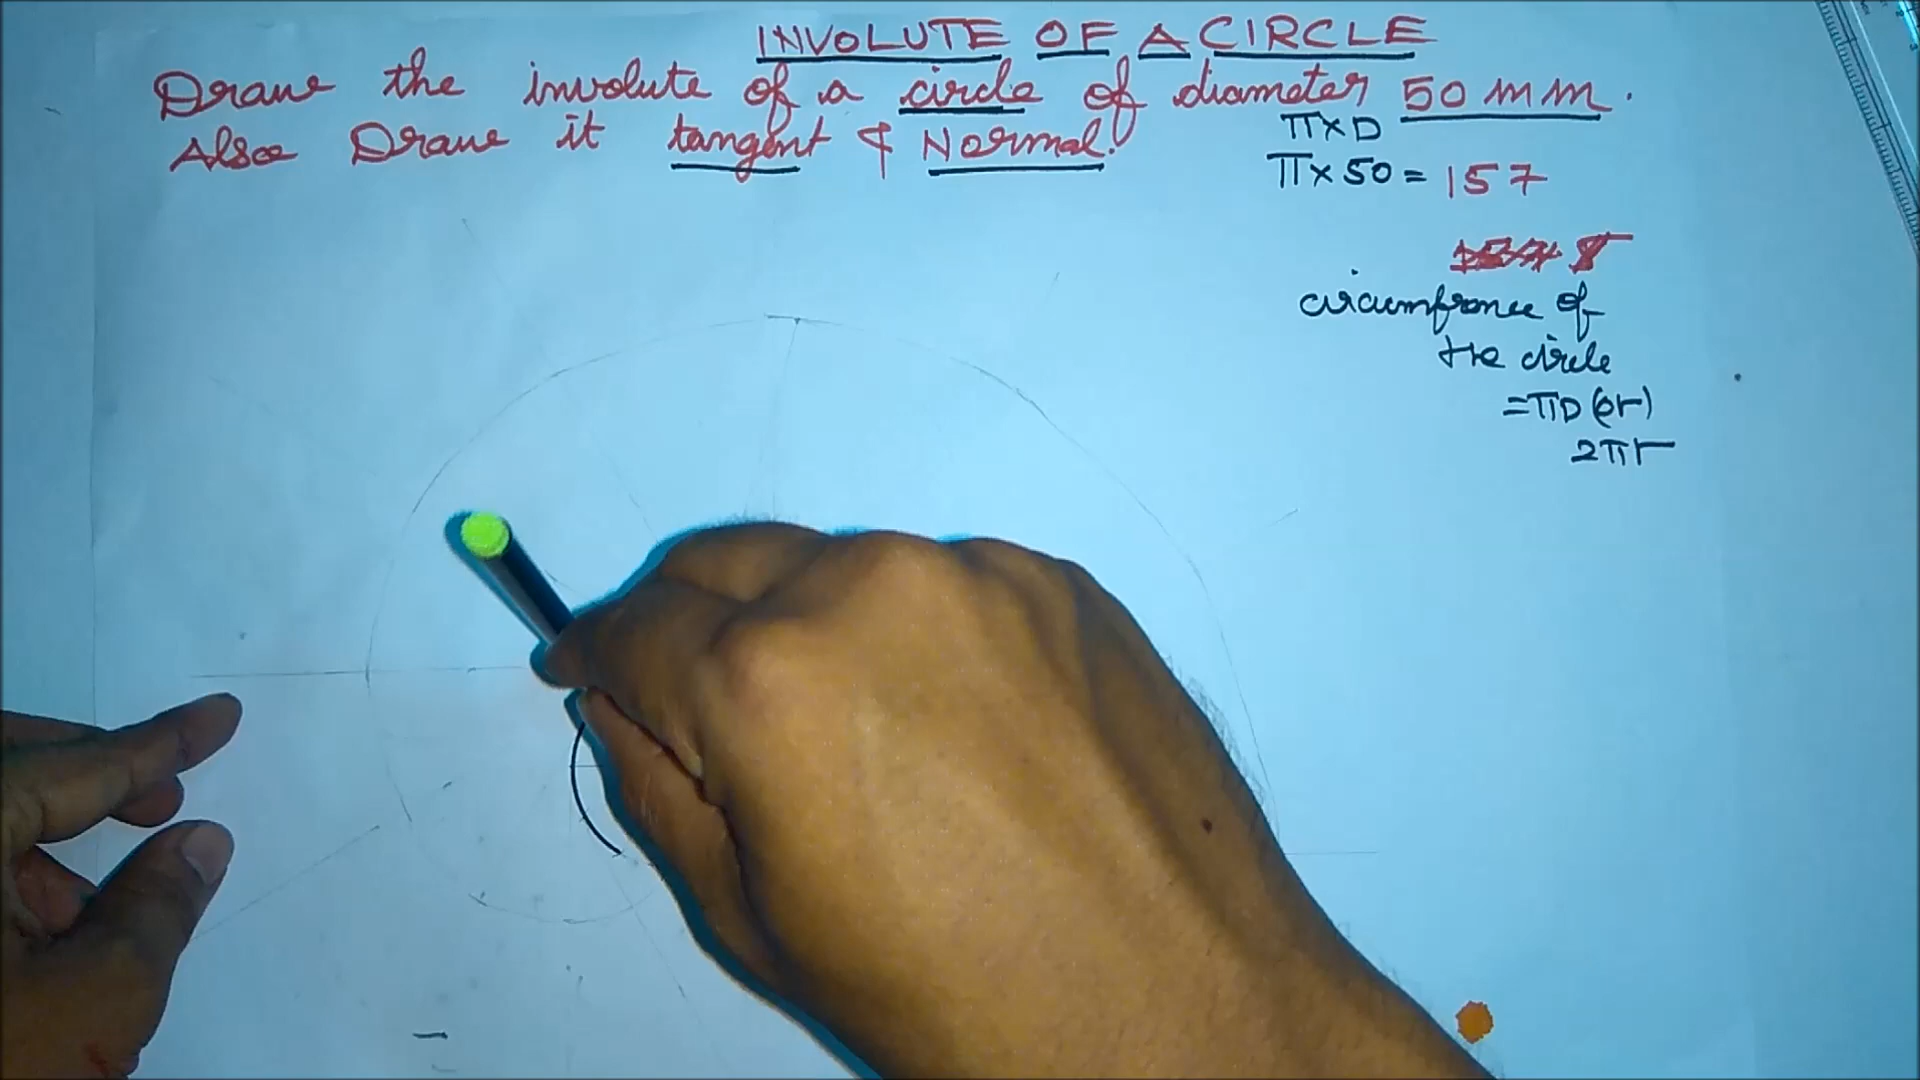 INVOLUTE OF A CIRCLE
Draw the involute of a circle of diameter 50 mm.
Also Draw it tangent & Normal.
π×D
π×50 = 157
circumfrance of
the circle
=πD (or)
2πr